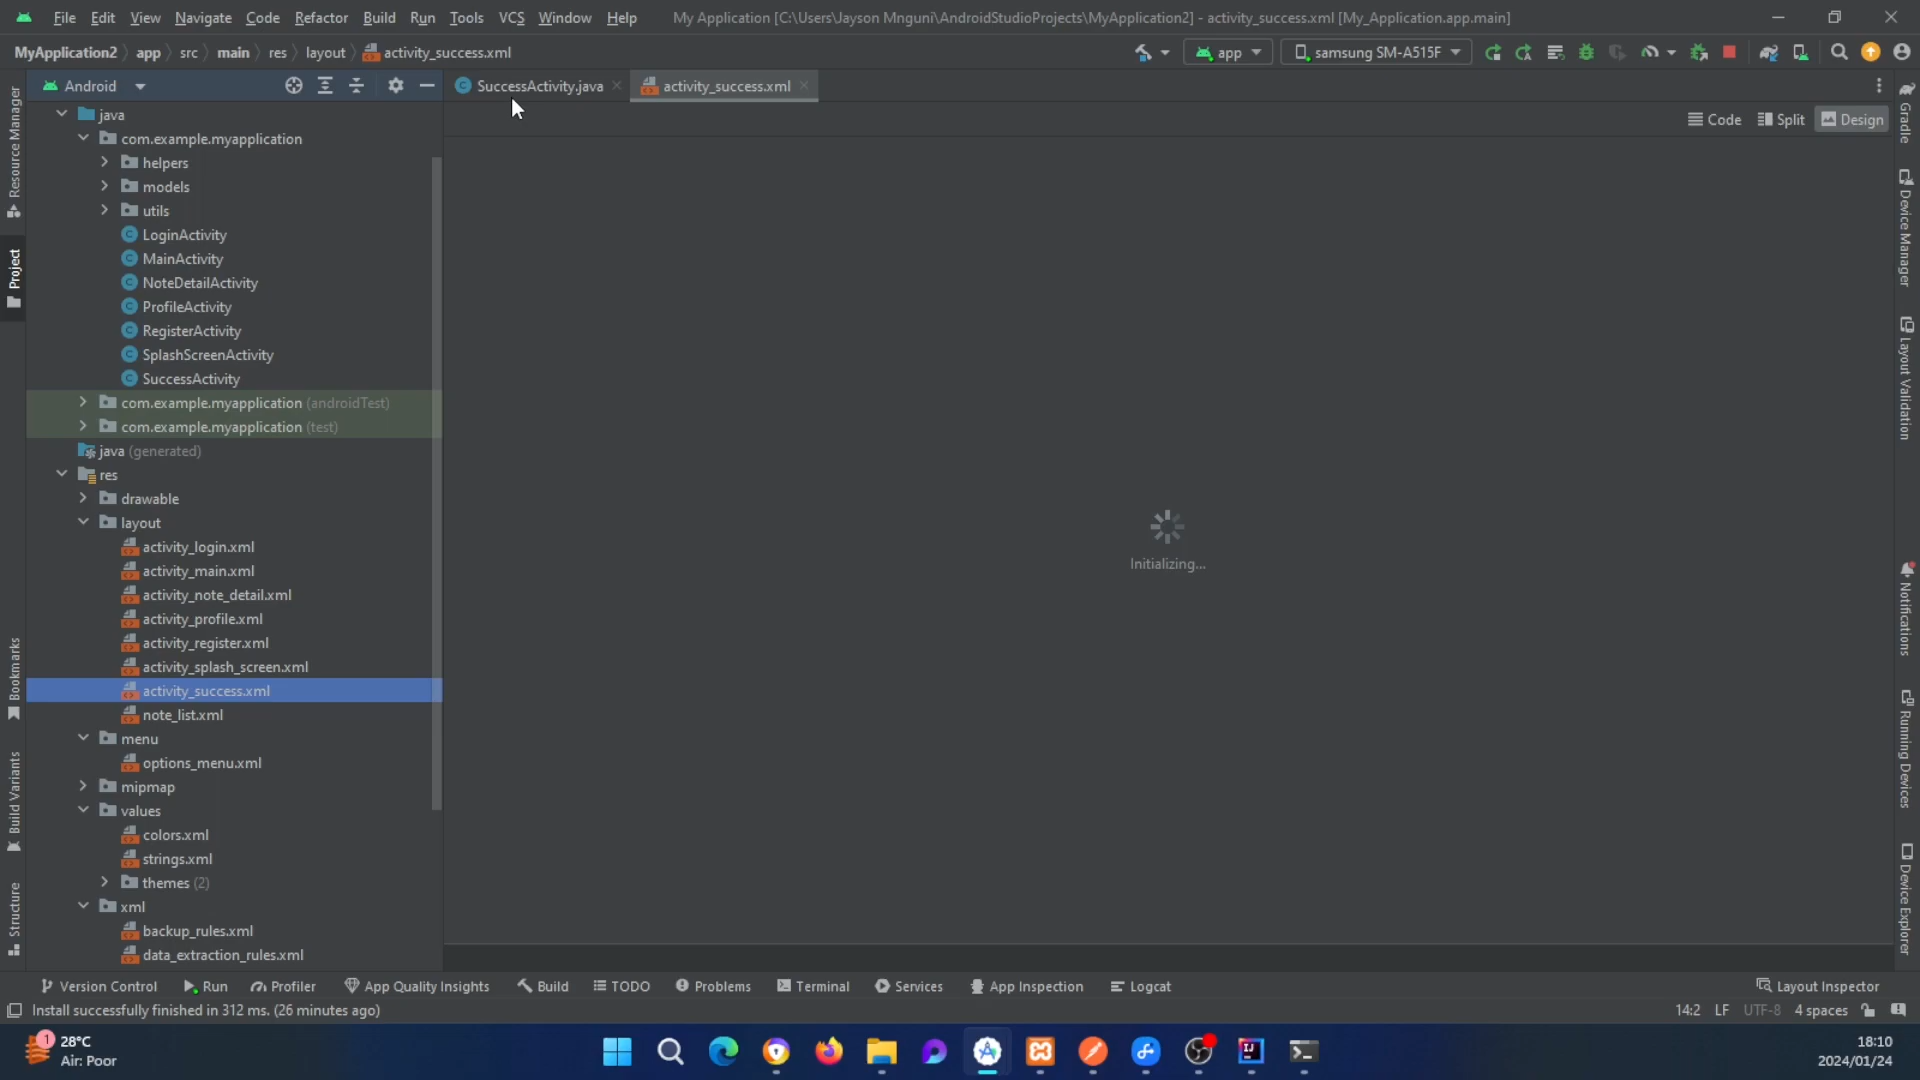 File Edit View Navigate Code Refactor Build Run Tools VCS Window Help My Application [C:\Users\Jayson Mnguni\AndroidStudioProjects\MyApplication2] - activity_success.xml [My_Application.app.main]
MyApplication2 app src main res layout activity_success.xml app samsung SM-A515F
Android SuccessActivity.java activity_success.xml
Code Split Design
java
com.example.myapplication
helpers
models
utils
LoginActivity
MainActivity
NoteDetailActivity
ProfileActivity
RegisterActivity
SplashScreenActivity
SuccessActivity
com.example.myapplication (androidTest)
com.example.myapplication (test)
java (generated)
res
drawable
layout
activity_login.xml
activity_main.xml
activity_note_detail.xml
activity_profile.xml
activity_register.xml
activity_splash_screen.xml
activity_success.xml
note_list.xml
menu
options_menu.xml
mipmap
values
colors.xml
strings.xml
themes (2)
xml
backup_rules.xml
data_extraction_rules.xml
Initializing...
Resource Manager
Project
Bookmarks
Build Variants
Structure
Gradle
Device Manager
Layout Validation
Notifications
Running Devices
Device Explorer
Version Control Run Profiler App Quality Insights Build TODO Problems Terminal Services App Inspection Logcat Layout Inspector
Install successfully finished in 312 ms. (26 minutes ago) 14:2 LF UTF-8 4 spaces
1
28°C
Air: Poor
IJ
18:10
2024/01/24